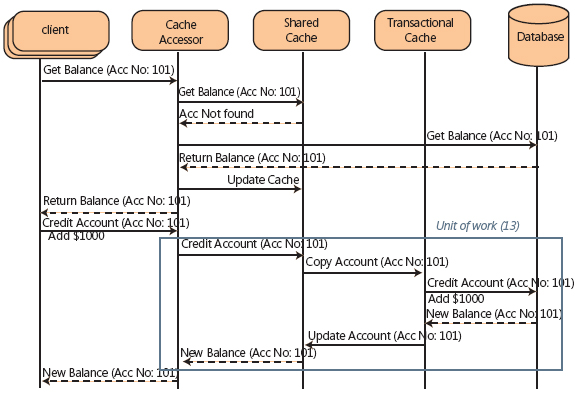 client
Cache
Accessor
Shared
Cache
Transactional
Cache
Database
Get Balance (Acc No: 101)
Get Balance (Acc No: 101)
Acc Not found
Get Balance (Acc No: 101)
Return Balance (Acc No: 101)
Update Cache
Return Balance (Acc No: 101)
Credit Account (Acc No: 101)
Add $1000
Unit of work (13)
Credit Account (Acc No: 101)
Copy Account (Acc No: 101)
Credit Account (Acc No: 101)
Add $1000
New Balance (Acc No: 101)
Update Account (Acc No: 101)
New Balance (Acc No: 101)
New Balance (Acc No: 101)